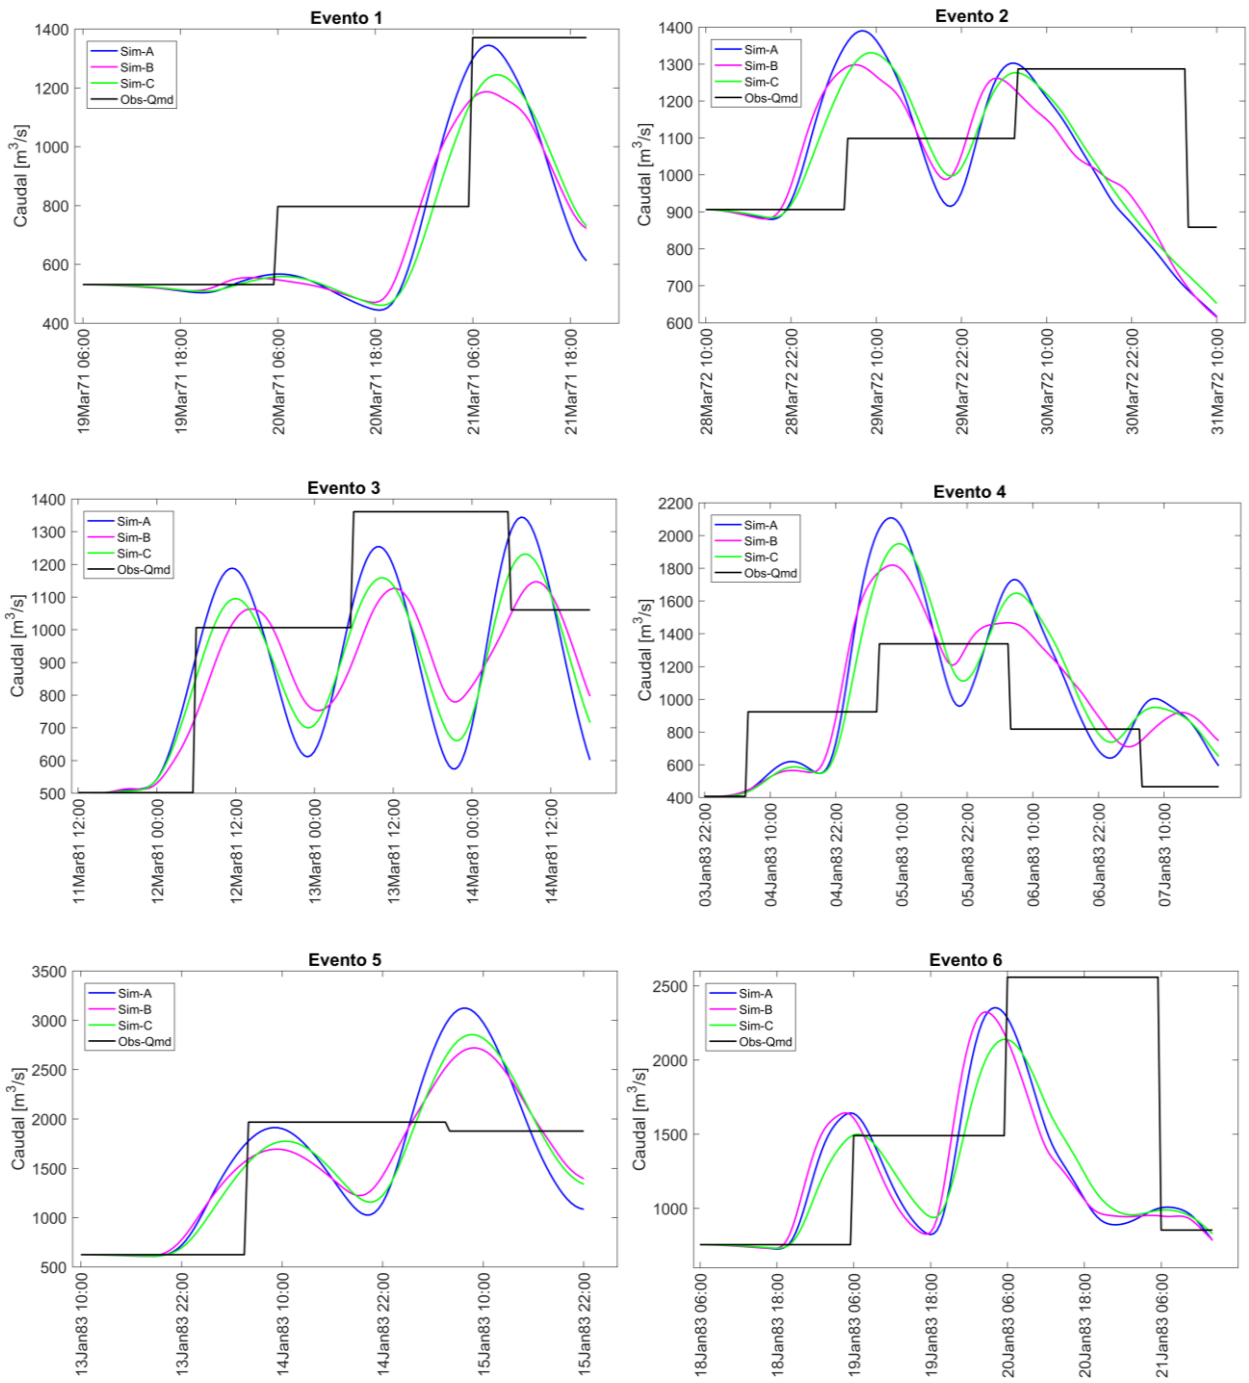 Evento 1
1400
1200
1000
800
600
400
Caudal [m³/s]
Sim-A
Sim-B
Sim-C
Obs-Qmd
19Mar71 06:00
19Mar71 18:00
20Mar71 06:00
20Mar71 18:00
21Mar71 06:00
21Mar71 18:00
Evento 2
1400
1300
1200
1100
1000
900
800
700
600
Caudal [m³/s]
Sim-A
Sim-B
Sim-C
Obs-Qmd
28Mar72 10:00
28Mar72 22:00
29Mar72 10:00
29Mar72 22:00
30Mar72 10:00
30Mar72 22:00
31Mar72 10:00
Evento 3
1400
1300
1200
1100
1000
900
800
700
600
500
Caudal [m³/s]
Sim-A
Sim-B
Sim-C
Obs-Qmd
11Mar81 12:00
12Mar81 00:00
12Mar81 12:00
13Mar81 00:00
13Mar81 12:00
14Mar81 00:00
14Mar81 12:00
Evento 4
2200
2000
1800
1600
1400
1200
1000
800
600
400
Caudal [m³/s]
Sim-A
Sim-B
Sim-C
Obs-Qmd
03Jan83 22:00
04Jan83 10:00
04Jan83 22:00
05Jan83 10:00
05Jan83 22:00
06Jan83 10:00
06Jan83 22:00
07Jan83 10:00
Evento 5
3500
3000
2500
2000
1500
1000
500
Caudal [m³/s]
Sim-A
Sim-B
Sim-C
Obs-Qmd
13Jan83 10:00
13Jan83 22:00
14Jan83 10:00
14Jan83 22:00
15Jan83 10:00
15Jan83 22:00
Evento 6
2500
2000
1500
1000
Caudal [m³/s]
Sim-A
Sim-B
Sim-C
Obs-Qmd
18Jan83 06:00
18Jan83 18:00
19Jan83 06:00
19Jan83 18:00
20Jan83 06:00
20Jan83 18:00
21Jan83 06:00